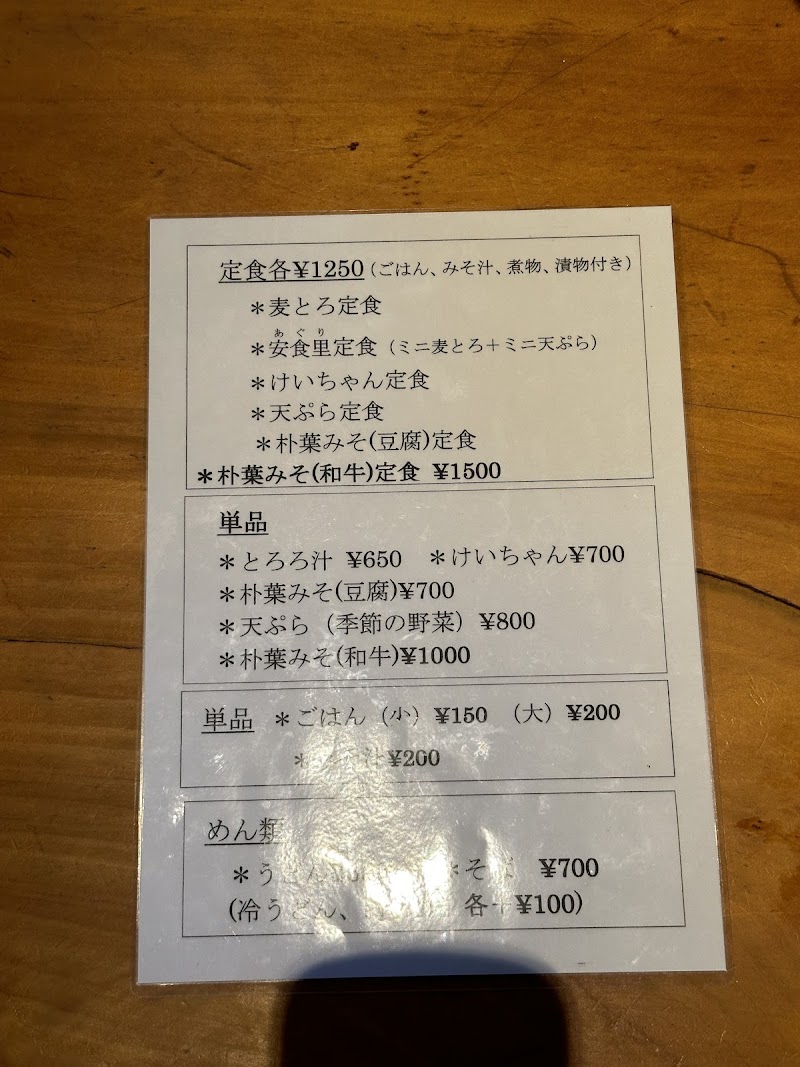 定食各¥1250（ごはん、みそ汁、煮物、漬物付き）
＊麦とろ定食
あぐり
＊安食里定食（ミニ麦とろ＋ミニ天ぷら）
＊けいちゃん定食
＊天ぷら定食
＊朴葉みそ(豆腐)定食
＊朴葉みそ(和牛)定食 ¥1500
単品
＊とろろ汁 ¥650 ＊けいちゃん¥700
＊朴葉みそ(豆腐)¥700
＊天ぷら（季節の野菜）¥800
＊朴葉みそ(和牛)¥1000
単品 ＊ごはん（小）¥150 （大）¥200
＊ 汁¥200
めん類
＊うどん ＊そば ¥700
(冷うどん、 各＋¥100)